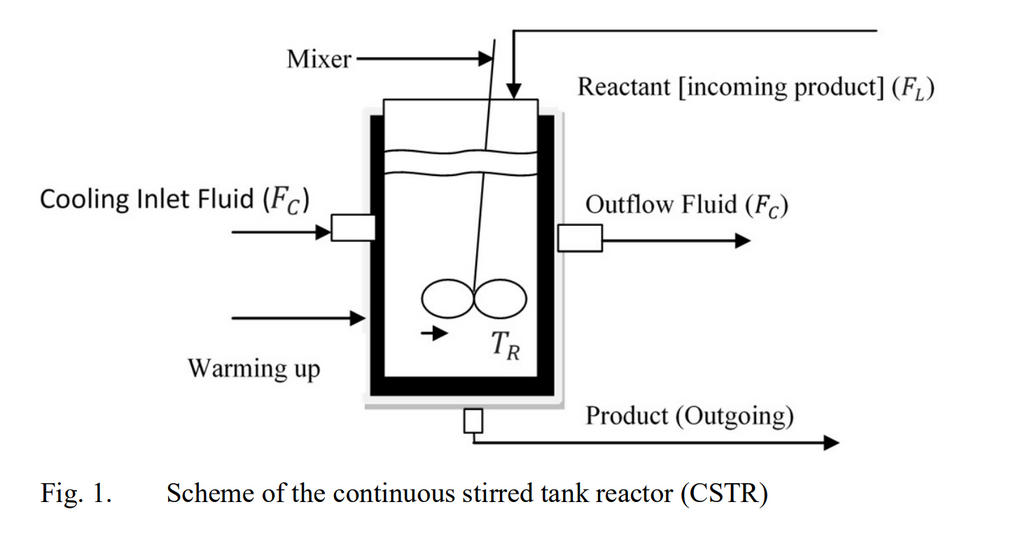 Mixer
Reactant [incoming product] (F_L)
Cooling Inlet Fluid (F_C)
Outflow Fluid (F_C)
T_R
Warming up
Product (Outgoing)
Fig. 1. Scheme of the continuous stirred tank reactor (CSTR)